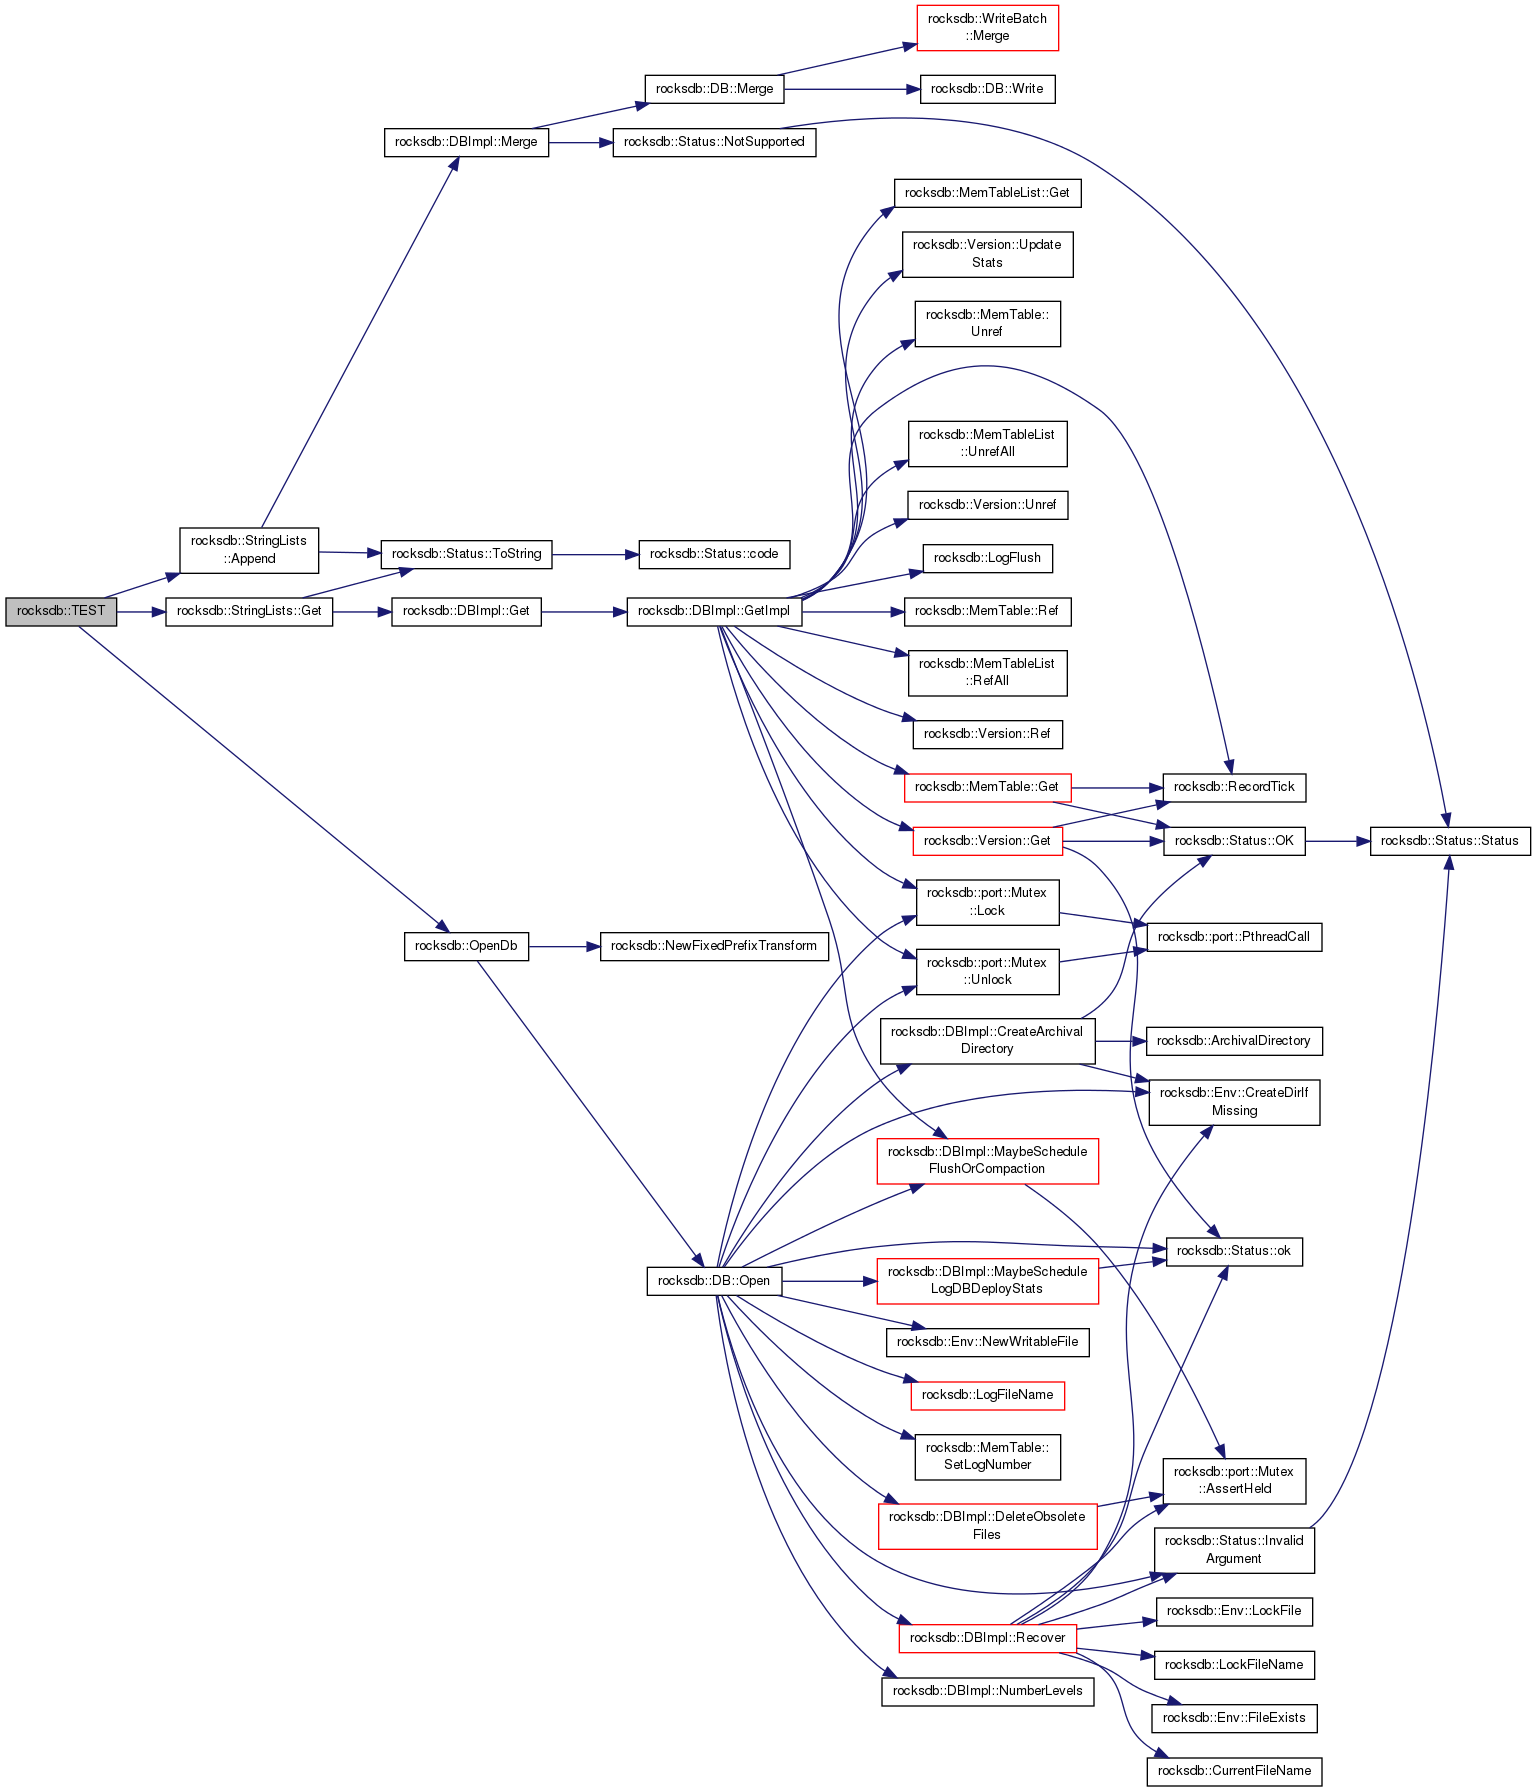 rocksdb::WriteBatch
::Merge
rocksdb::DB::Merge
rocksdb::DB::Write
rocksdb::DBImpl::Merge
rocksdb::Status::NotSupported
rocksdb::MemTableList::Get
rocksdb::Version::Update
Stats
rocksdb::MemTable::
Unref
rocksdb::MemTableList
::UnrefAll
rocksdb::Version::Unref
rocksdb::StringLists
::Append
rocksdb::Status::ToString
rocksdb::Status::code
rocksdb::LogFlush
rocksdb::TEST
rocksdb::StringLists::Get
rocksdb::DBImpl::Get
rocksdb::DBImpl::GetImpl
rocksdb::MemTable::Ref
rocksdb::MemTableList
::RefAll
rocksdb::Version::Ref
rocksdb::MemTable::Get
rocksdb::RecordTick
rocksdb::Version::Get
rocksdb::Status::OK
rocksdb::Status::Status
rocksdb::port::Mutex
::Lock
rocksdb::port::PthreadCall
rocksdb::OpenDb
rocksdb::NewFixedPrefixTransform
rocksdb::port::Mutex
::Unlock
rocksdb::DBImpl::CreateArchival
Directory
rocksdb::ArchivalDirectory
rocksdb::Env::CreateDirIf
Missing
rocksdb::DBImpl::MaybeSchedule
FlushOrCompaction
rocksdb::Status::ok
rocksdb::DB::Open
rocksdb::DBImpl::MaybeSchedule
LogDBDeployStats
rocksdb::Env::NewWritableFile
rocksdb::LogFileName
rocksdb::MemTable::
SetLogNumber
rocksdb::port::Mutex
::AssertHeld
rocksdb::DBImpl::DeleteObsolete
Files
rocksdb::Status::Invalid
Argument
rocksdb::Env::LockFile
rocksdb::DBImpl::Recover
rocksdb::LockFileName
rocksdb::DBImpl::NumberLevels
rocksdb::Env::FileExists
rocksdb::CurrentFileName